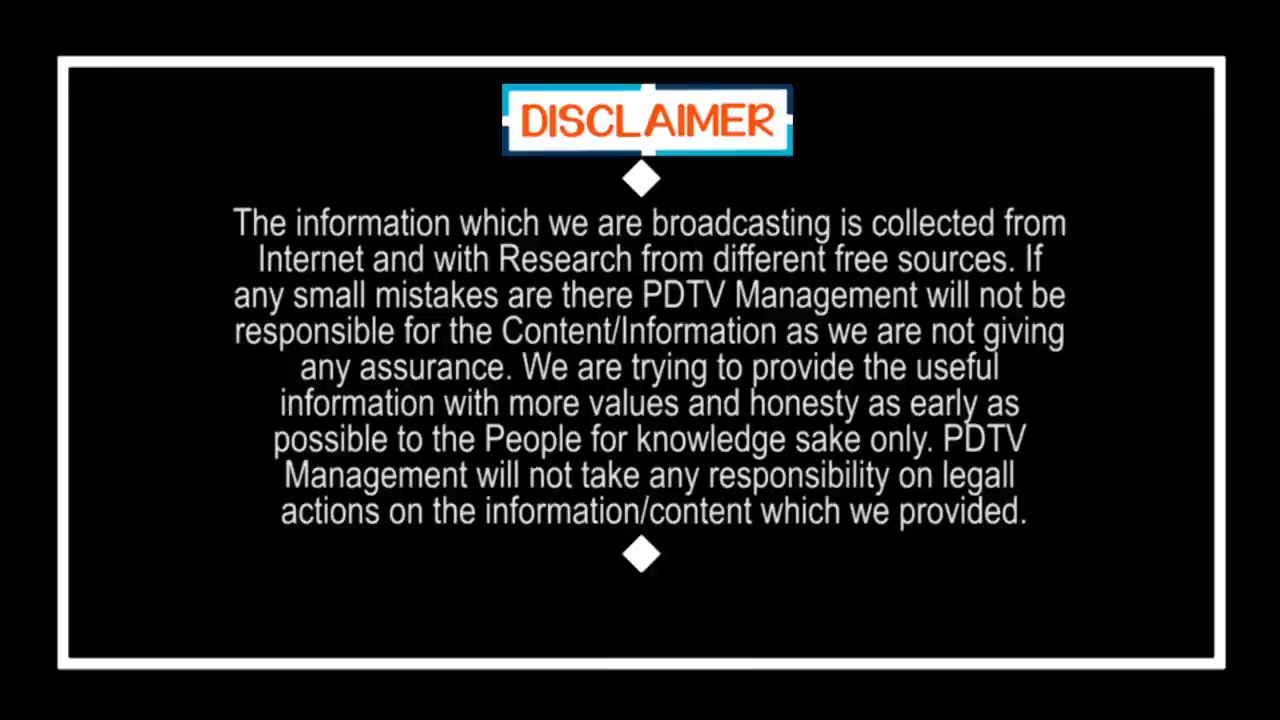 DISCLAIMER
The information which we are broadcasting is collected from
Internet and with Research from different free sources. If
any small mistakes are there PDTV Management will not be
responsible for the Content/Information as we are not giving
any assurance. We are trying to provide the useful
information with more values and honesty as early as
possible to the People for knowledge sake only. PDTV
Management will not take any responsibility on legall
actions on the information/content which we provided.